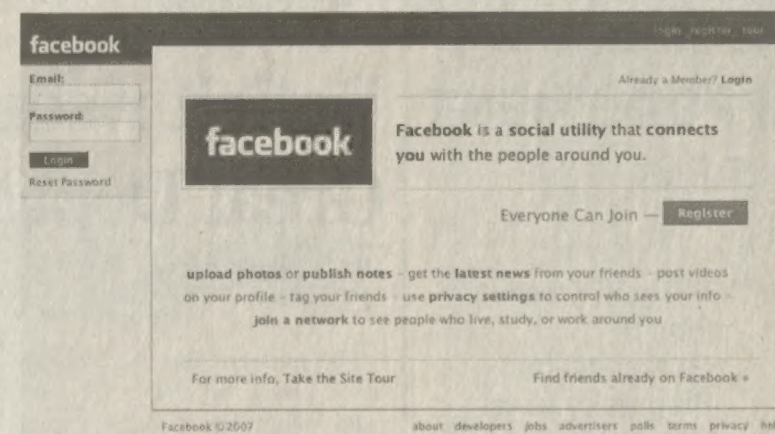 login register tour
facebook
Email:
Password:
Login
Reset Password
Already a Member? Login
facebook
Facebook is a social utility that connects
you with the people around you.
Everyone Can Join — Register
upload photos or publish notes - get the latest news from your friends - post videos
on your profile - tag your friends - use privacy settings to control who sees your info -
join a network to see people who live, study, or work around you
For more info, Take the Site Tour
Find friends already on Facebook »
Facebook © 2007
about developers jobs advertisers polls terms privacy